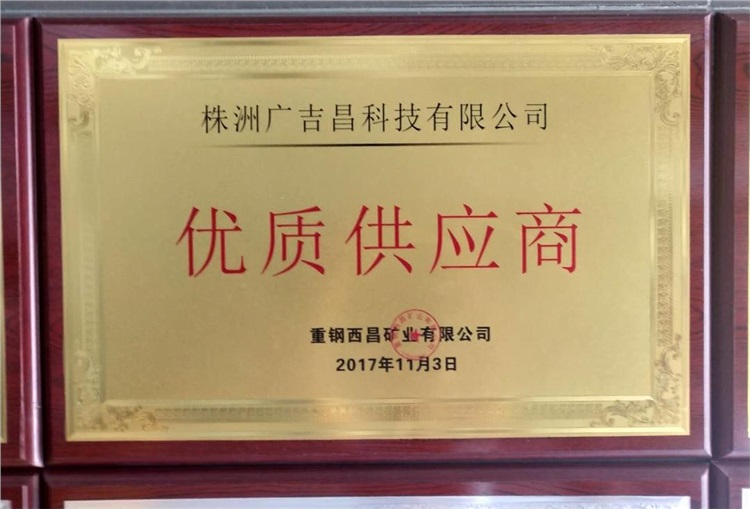 株洲广吉昌科技有限公司
优质供应商
重钢西昌矿业有限公司
2017年11月3日